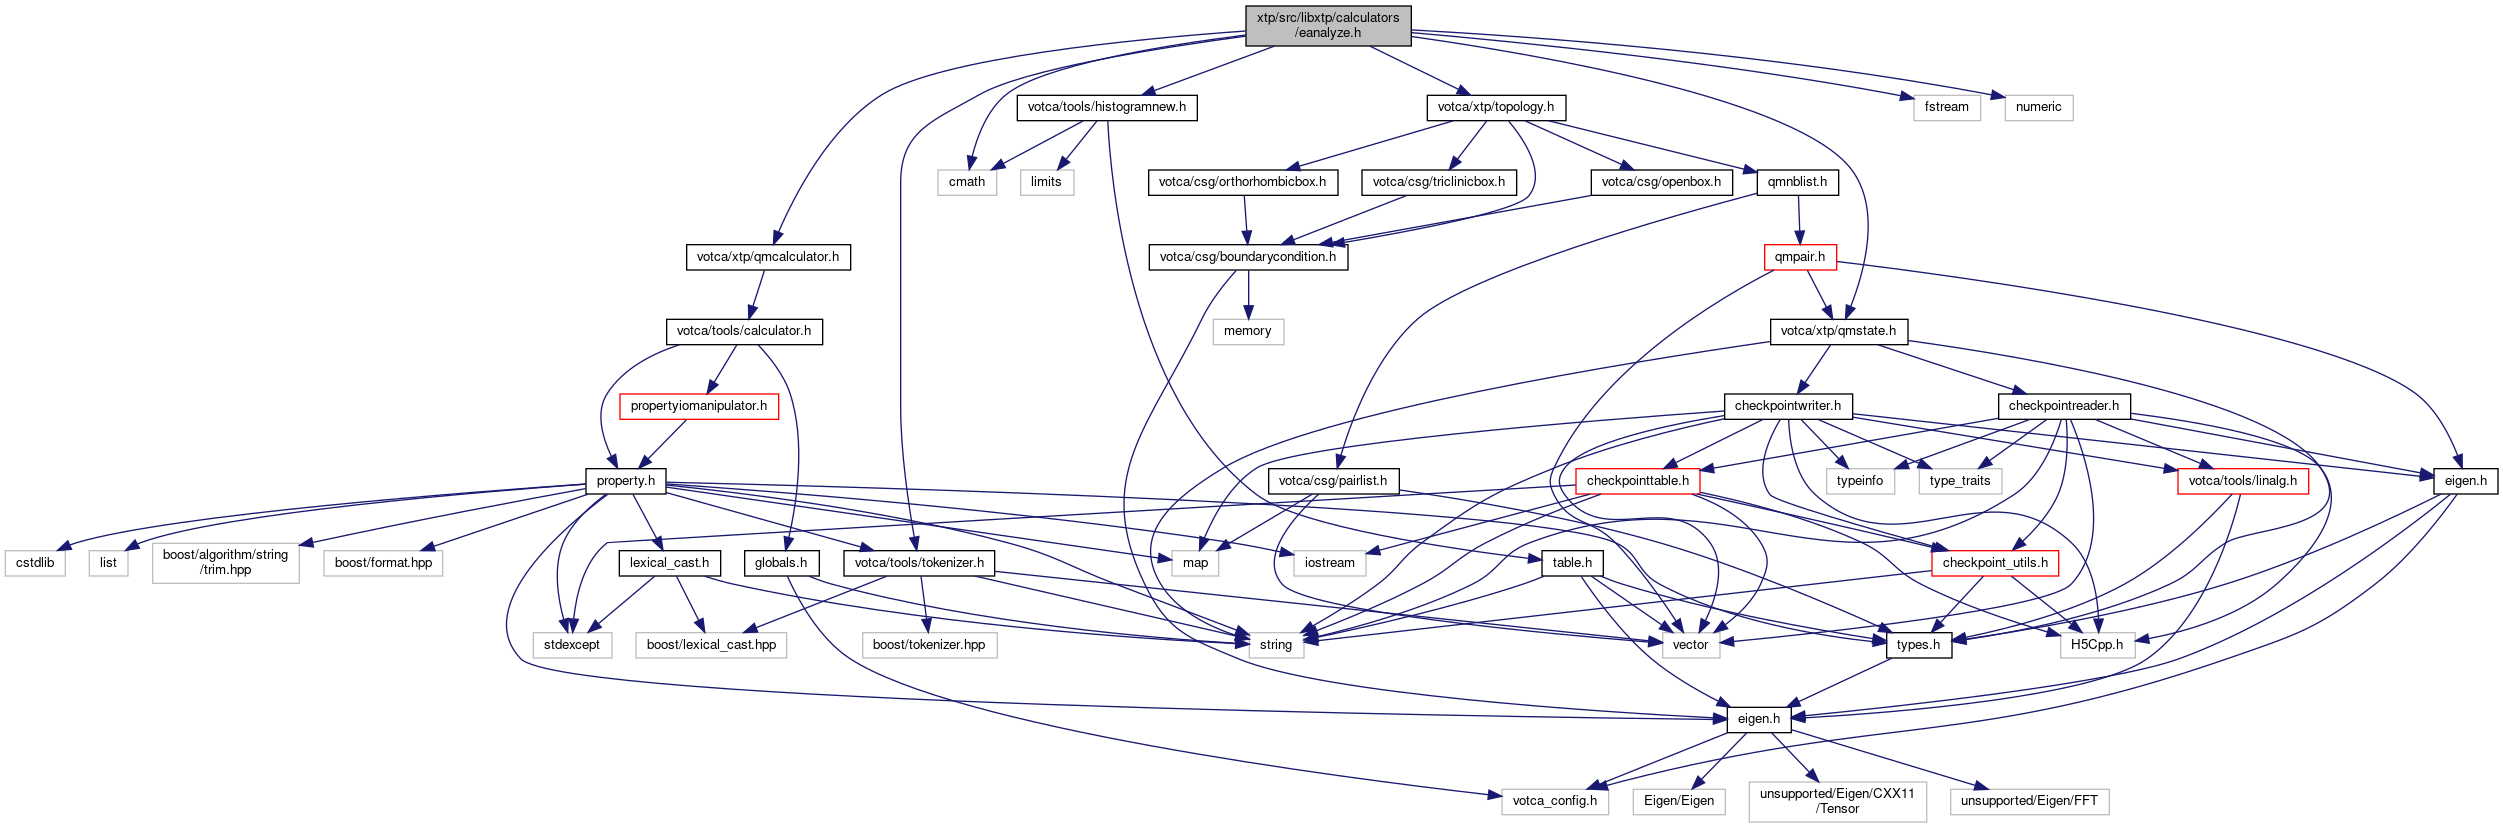 xtp/src/libxtp/calculators
/eanalyze.h
votca/tools/histogramnew.h
votca/xtp/topology.h
fstream
numeric
cmath
limits
votca/csg/orthorhombicbox.h
votca/csg/triclinicbox.h
votca/csg/openbox.h
qmnblist.h
votca/xtp/qmcalculator.h
votca/csg/boundarycondition.h
qmpair.h
votca/tools/calculator.h
memory
votca/xtp/qmstate.h
propertyiomanipulator.h
checkpointwriter.h
checkpointreader.h
property.h
votca/csg/pairlist.h
checkpointtable.h
typeinfo
type_traits
votca/tools/linalg.h
eigen.h
cstdlib
list
boost/algorithm/string
/trim.hpp
boost/format.hpp
lexical_cast.h
globals.h
votca/tools/tokenizer.h
map
iostream
table.h
checkpoint_utils.h
stdexcept
boost/lexical_cast.hpp
boost/tokenizer.hpp
string
vector
types.h
H5Cpp.h
eigen.h
votca_config.h
Eigen/Eigen
unsupported/Eigen/CXX11
/Tensor
unsupported/Eigen/FFT